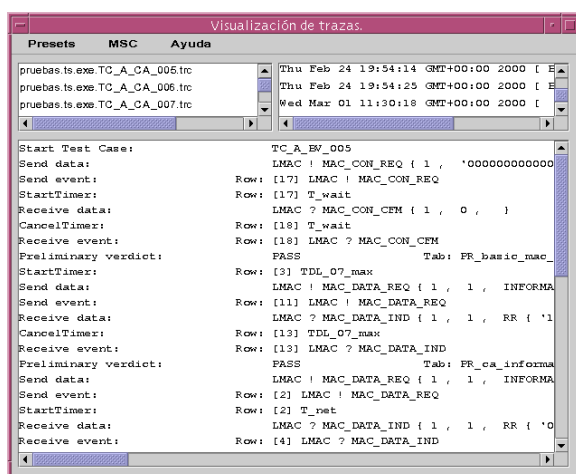 Visualización de trazas.
Presets MSC Ayuda
pruebas.ts.exe.TC_A_CA_005.trc
pruebas.ts.exe.TC_A_CA_006.trc
pruebas.ts.exe.TC_A_CA_007.trc
Thu Feb 24 19:54:14 GMT+00:00 2000 [ E
Thu Feb 24 19:54:25 GMT+00:00 2000 [ E
Wed Mar 01 11:30:18 GMT+00:00 2000 [
Start Test Case: TC_A_BV_005
Send data: LMAC ! MAC_CON_REQ { 1 , '000000000000
Send event: Row: [17] LMAC ! MAC_CON_REQ
StartTimer: Row: [17] T_wait
Receive data: LMAC ? MAC_CON_CFM { 1 , 0 , }
CancelTimer: Row: [18] T_wait
Receive event: Row: [18] LMAC ? MAC_CON_CFM
Preliminary verdict: PASS Tab: PR_basic_mac_
StartTimer: Row: [3] TDL_07_max
Send data: LMAC ! MAC_DATA_REQ { 1 , 1 , INFORMA
Send event: Row: [11] LMAC ! MAC_DATA_REQ
Receive data: LMAC ? MAC_DATA_IND { 1 , 1 , RR { '1
CancelTimer: Row: [13] TDL_07_max
Receive event: Row: [13] LMAC ? MAC_DATA_IND
Preliminary verdict: PASS Tab: PR_ca_informa
Send data: LMAC ! MAC_DATA_REQ { 1 , 1 , INFORMA
Send event: Row: [2] LMAC ! MAC_DATA_REQ
StartTimer: Row: [2] T_net
Receive data: LMAC ? MAC_DATA_IND { 1 , 1 , RR { '0
Receive event: Row: [4] LMAC ? MAC_DATA_IND